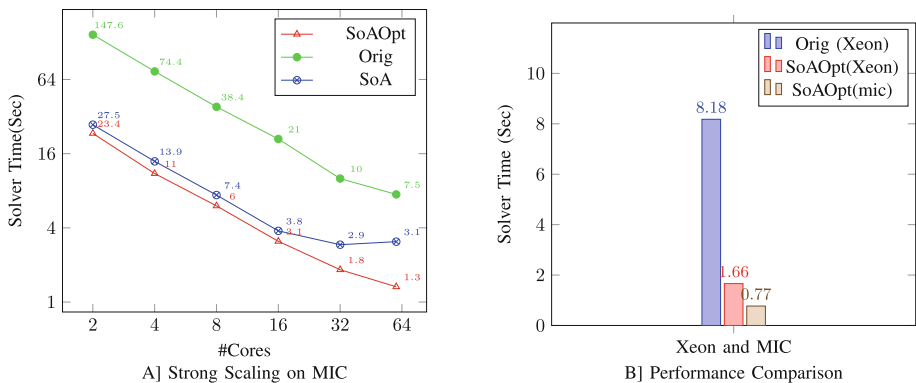 147.6
74.4
38.4
21
10
7.5
27.5
13.9
7.4
3.8
2.9
3.1
23.4
11
6
3.1
1.8
1.3
SoAOpt
Orig
SoA
64
16
4
1
Solver Time(Sec)
2 4 8 16 32 64
#Cores
A] Strong Scaling on MIC
Orig (Xeon)
SoAOpt(Xeon)
SoAOpt(mic)
10
8
6
4
2
0
Solver Time (Sec)
8.18
1.66
0.77
Xeon and MIC
B] Performance Comparison